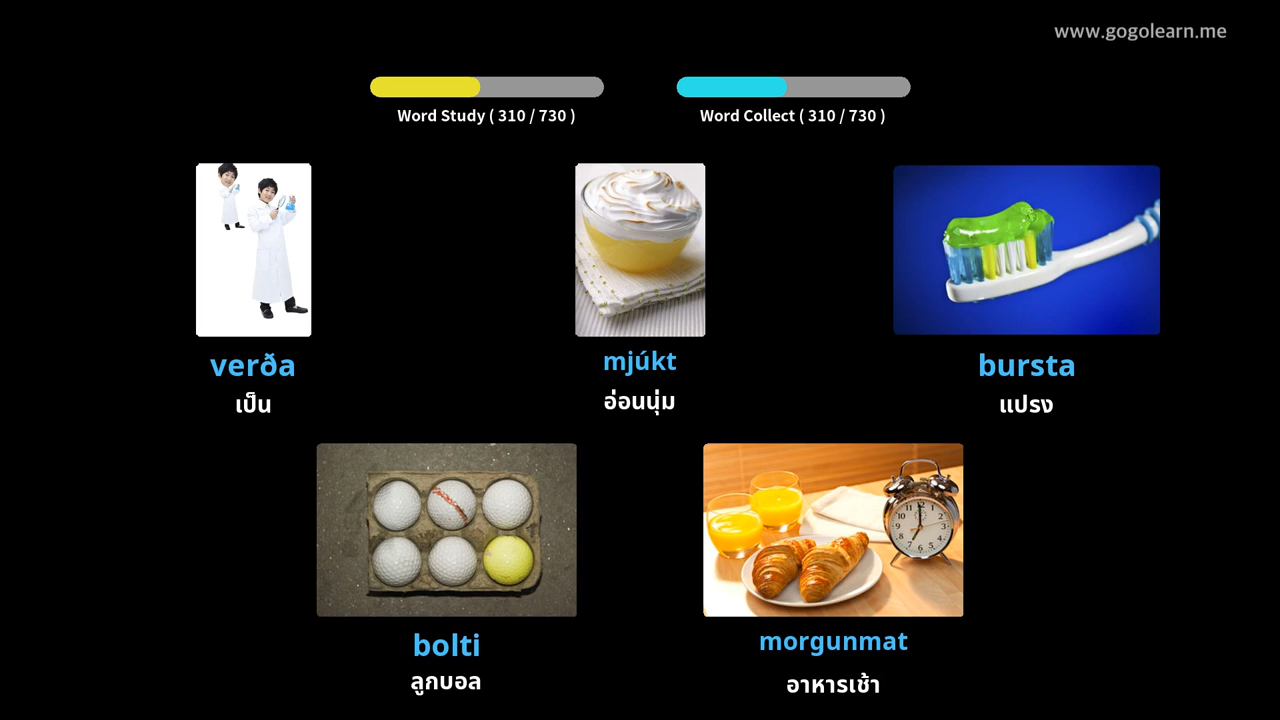 www.gogolearn.me
Word Study ( 310 / 730 )
Word Collect ( 310 / 730 )
verða
เป็น
mjúkt
อ่อนนุ่ม
bursta
แปรง
bolti
ลูกบอล
morgunmat
อาหารเช้า